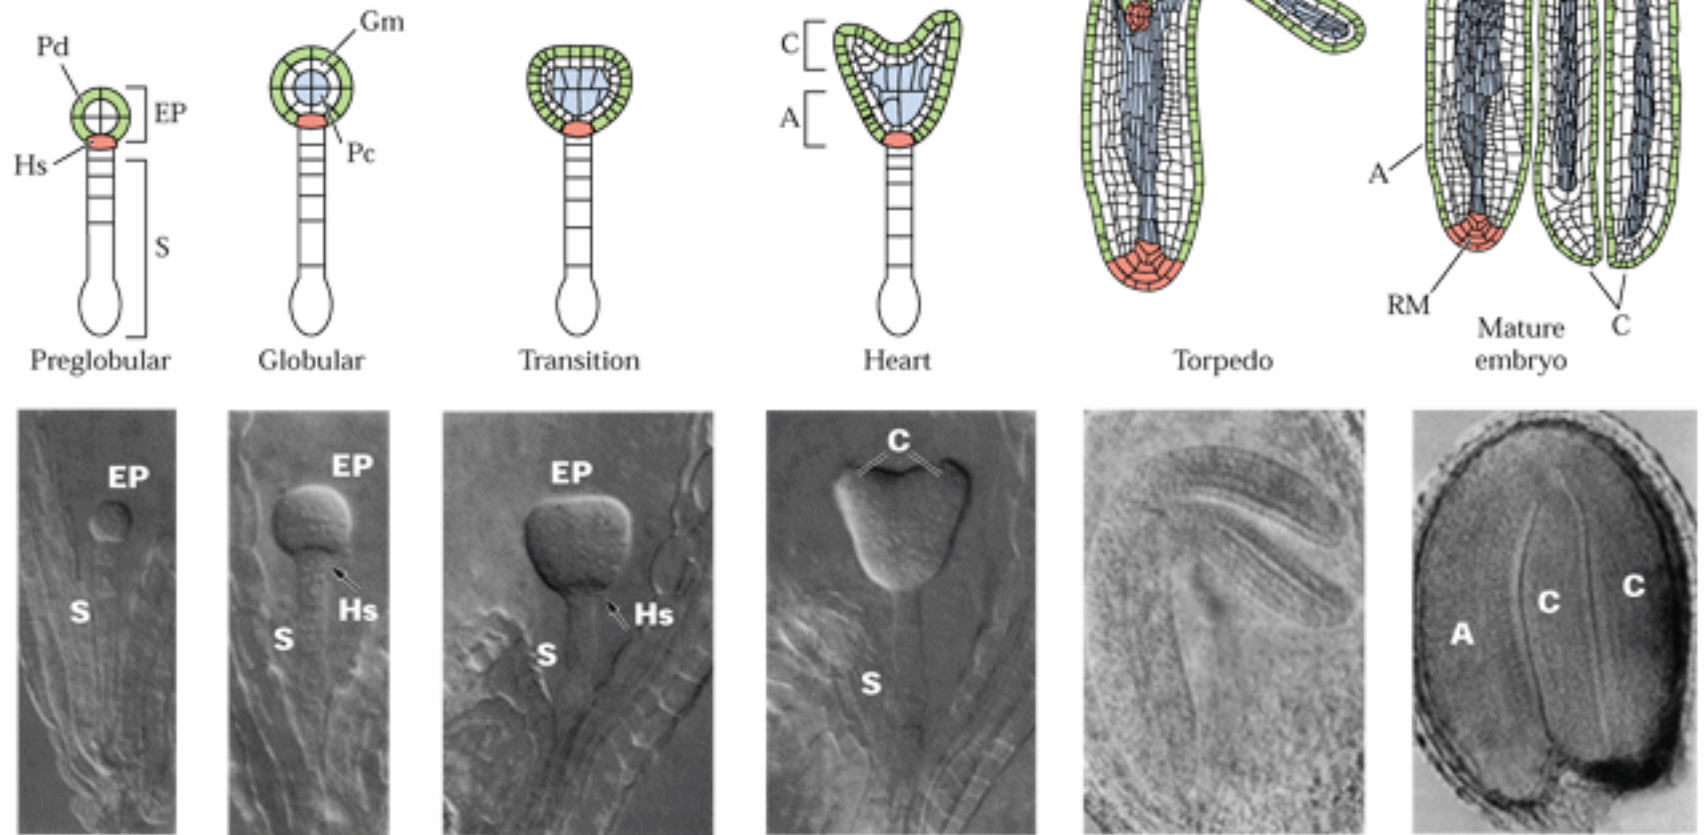 Pd
Gm
EP
Hs
Pc
S
C
A
A
RM
C
Preglobular
Globular
Transition
Heart
Torpedo
Mature
embryo
EP
S
EP
Hs
S
EP
Hs
S
C
S
A
C
C